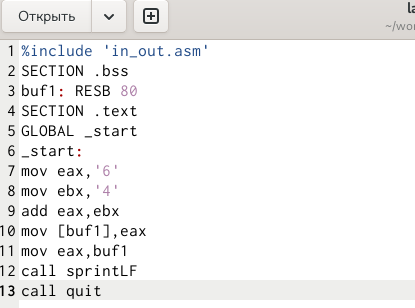 Открыть
la
~/wor
1 %include 'in_out.asm'
2 SECTION .bss
3 buf1: RESB 80
4 SECTION .text
5 GLOBAL _start
6 _start:
7 mov eax,'6'
8 mov ebx,'4'
9 add eax,ebx
10 mov [buf1],eax
11 mov eax,buf1
12 call sprintLF
13 call quit